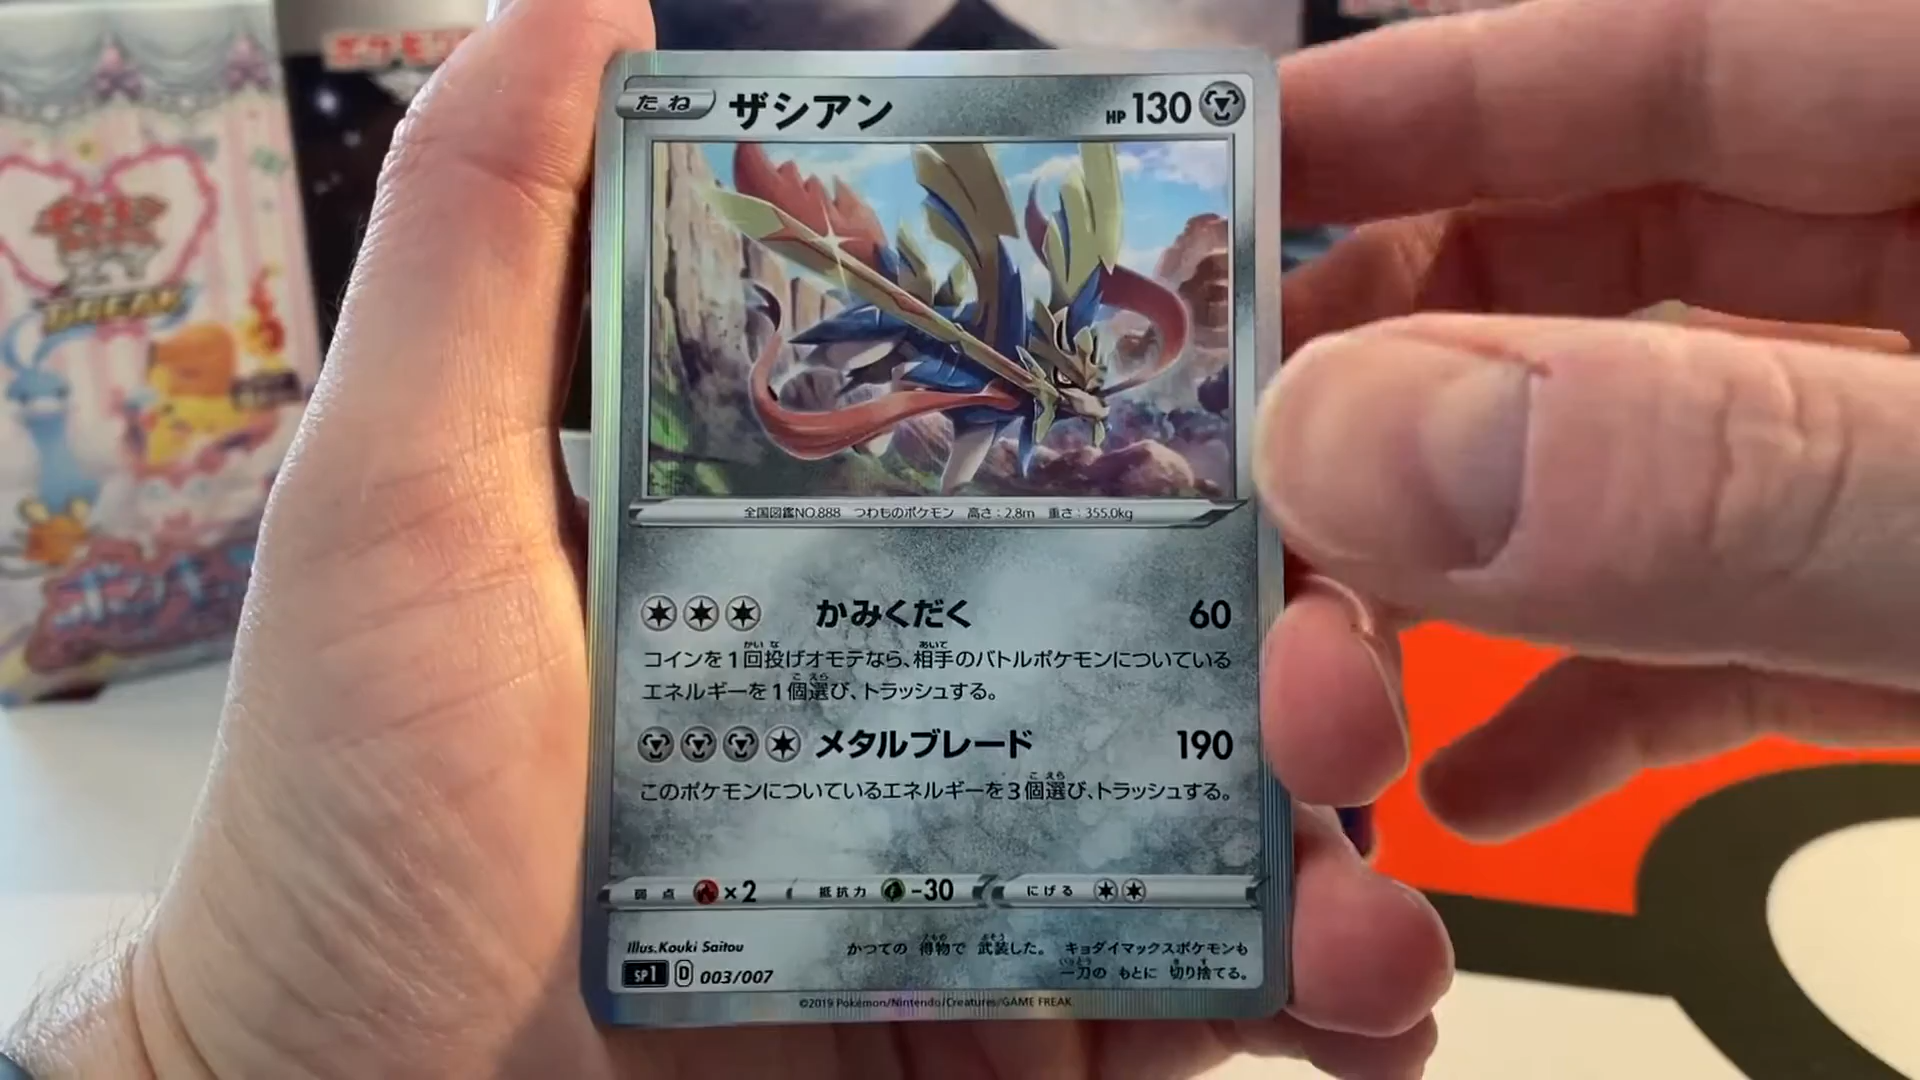 たね ザシアン HP 130
全国図鑑NO.888 つわものポケモン 高さ:2.8m 重さ:355.0kg
かみくだく 60
コインを1回投げオモテなら、相手のバトルポケモンについている
エネルギーを1個選び、トラッシュする。
メタルブレード 190
このポケモンについているエネルギーを3個選び、トラッシュする。
弱点 ×2 抵抗力 -30 にげる
Illus.Kouki Saitou
かつての 得物で 武装した。 キョダイマックスポケモンも
一刀の もとに 切り捨てる。
SP1 D 003/007
©2019 Pokémon/Nintendo/Creatures/GAME FREAK
BREAK